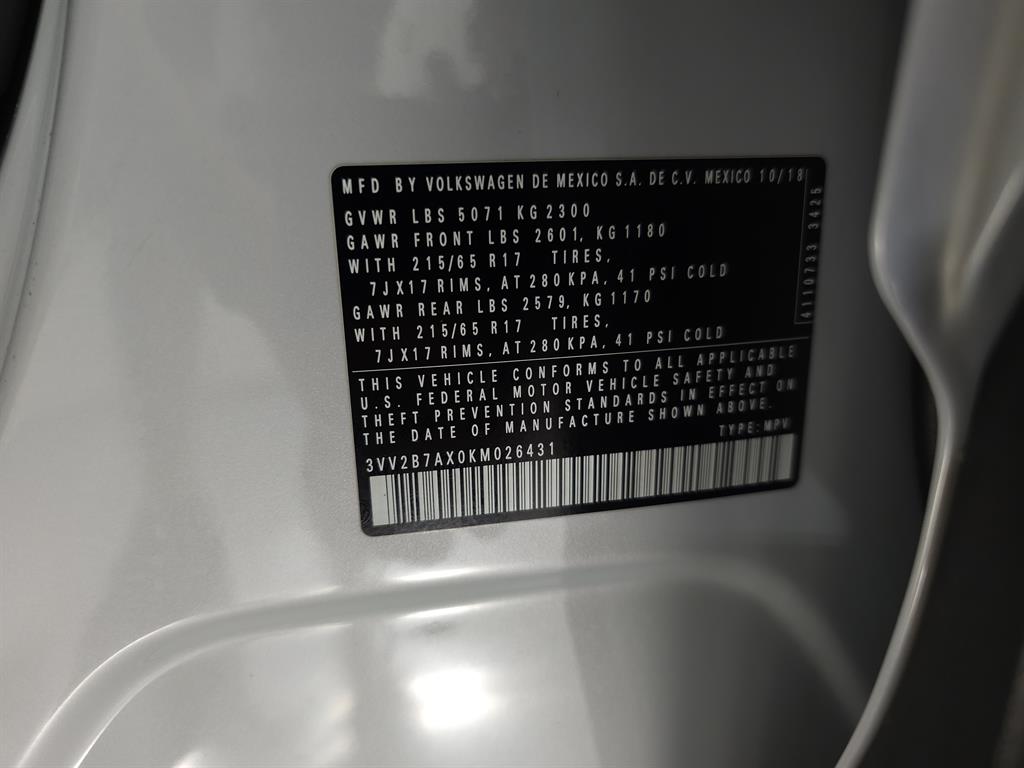 MFD BY VOLKSWAGEN DE MEXICO S.A. DE C.V. MEXICO 10/18
GVWR LBS 5071 KG 2300
GAWR FRONT LBS 2601, KG 1180
WITH 215/65 R17 TIRES,
7JX17 RIMS, AT 280 KPA, 41 PSI COLD
GAWR REAR LBS 2579, KG 1170
WITH 215/65 R17 TIRES,
7JX17 RIMS, AT 280 KPA, 41 PSI COLD
4110733 3425
THIS VEHICLE CONFORMS TO ALL APPLICABLE
U.S. FEDERAL MOTOR VEHICLE SAFETY AND
THEFT PREVENTION STANDARDS IN EFFECT ON
THE DATE OF MANUFACTURE SHOWN ABOVE.
TYPE: MPV
3VV2B7AX0KM026431